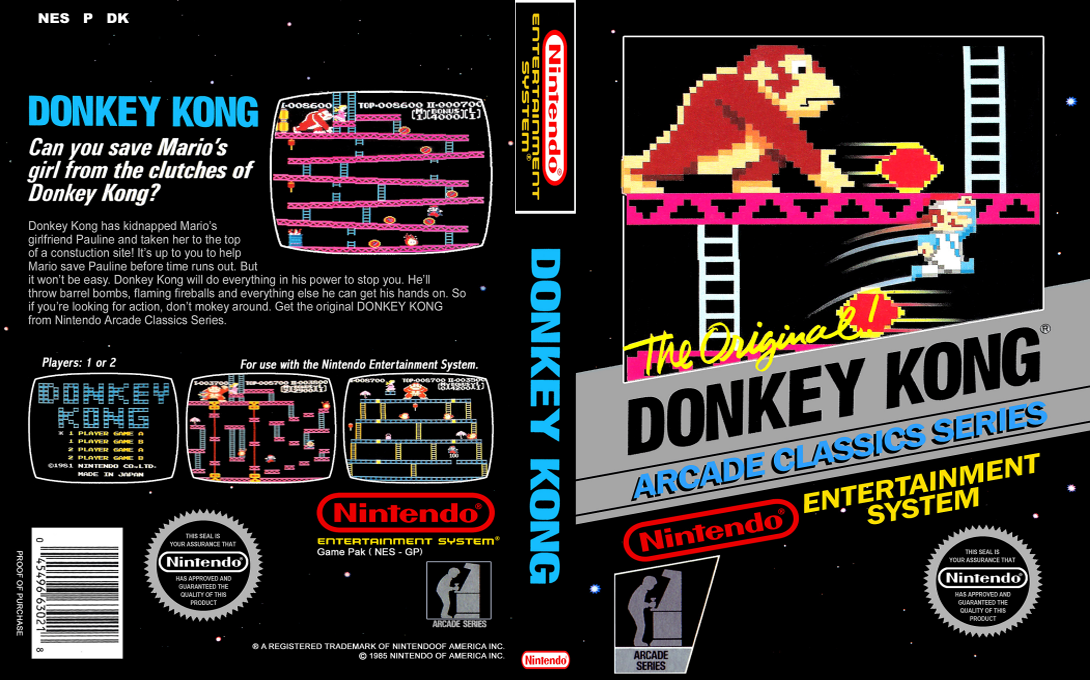 NES P DK
DONKEY KONG
Can you save Mario's
girl from the clutches of
Donkey Kong?
Donkey Kong has kidnapped Mario's
girlfriend Pauline and taken her to the top
of a constuction site! It's up to you to help
Mario save Pauline before time runs out. But
it won't be easy. Donkey Kong will do everything in his power to stop you. He'll
throw barrel bombs, flaming fireballs and everything else he can get his hands on. So
if you're looking for action, don't mokey around. Get the original DONKEY KONG
from Nintendo Arcade Classics Series.
I-008600 TOP-008600 II-000700
Players: 1 or 2
For use with the Nintendo Entertainment System.
DONKEY
KONG
1 PLAYER GAME A
1 PLAYER GAME B
2 PLAYER GAME A
2 PLAYER GAME B
©1981 NINTENDO CO.,LTD.
MADE IN JAPAN
PROOF OF PURCHASE
0 45496 63021 8
THIS SEAL IS
YOUR ASSURANCE THAT
Nintendo
HAS APPROVED AND
GUARANTEED THE
QUALITY OF THIS
PRODUCT
Nintendo®
ENTERTAINMENT SYSTEM®
Game Pak ( NES - GP)
ARCADE SERIES
® A REGISTERED TRADEMARK OF NINTENDOOF AMERICA INC.
© 1985 NINTENDO OF AMERICA INC.
Nintendo®
ENTERTAINMENT
SYSTEM®
DONKEY KONG
Nintendo
The Original!
DONKEY KONG®
ARCADE CLASSICS SERIES
Nintendo®
ENTERTAINMENT
SYSTEM
ARCADE
SERIES
THIS SEAL IS
YOUR ASSURANCE THAT
Nintendo
HAS APPROVED AND
GUARANTEED THE
QUALITY OF THIS
PRODUCT